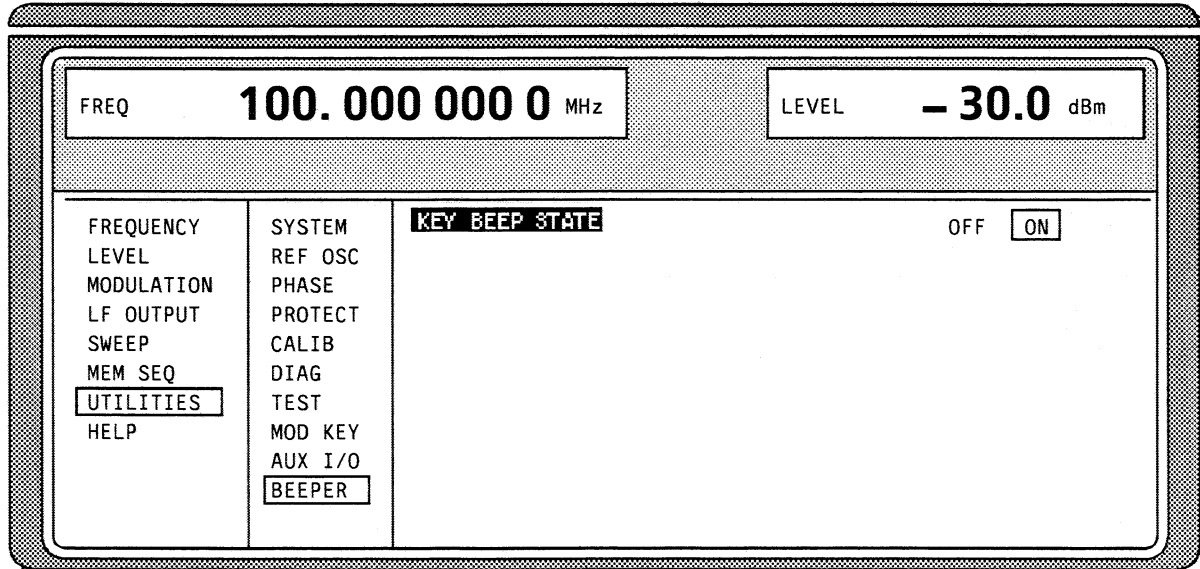 FREQ 100. 000 000 0 MHz
LEVEL – 30.0 dBm
FREQUENCY
LEVEL
MODULATION
LF OUTPUT
SWEEP
MEM SEQ
UTILITIES
HELP
SYSTEM
REF OSC
PHASE
PROTECT
CALIB
DIAG
TEST
MOD KEY
AUX I/O
BEEPER
KEY BEEP STATE OFF ON